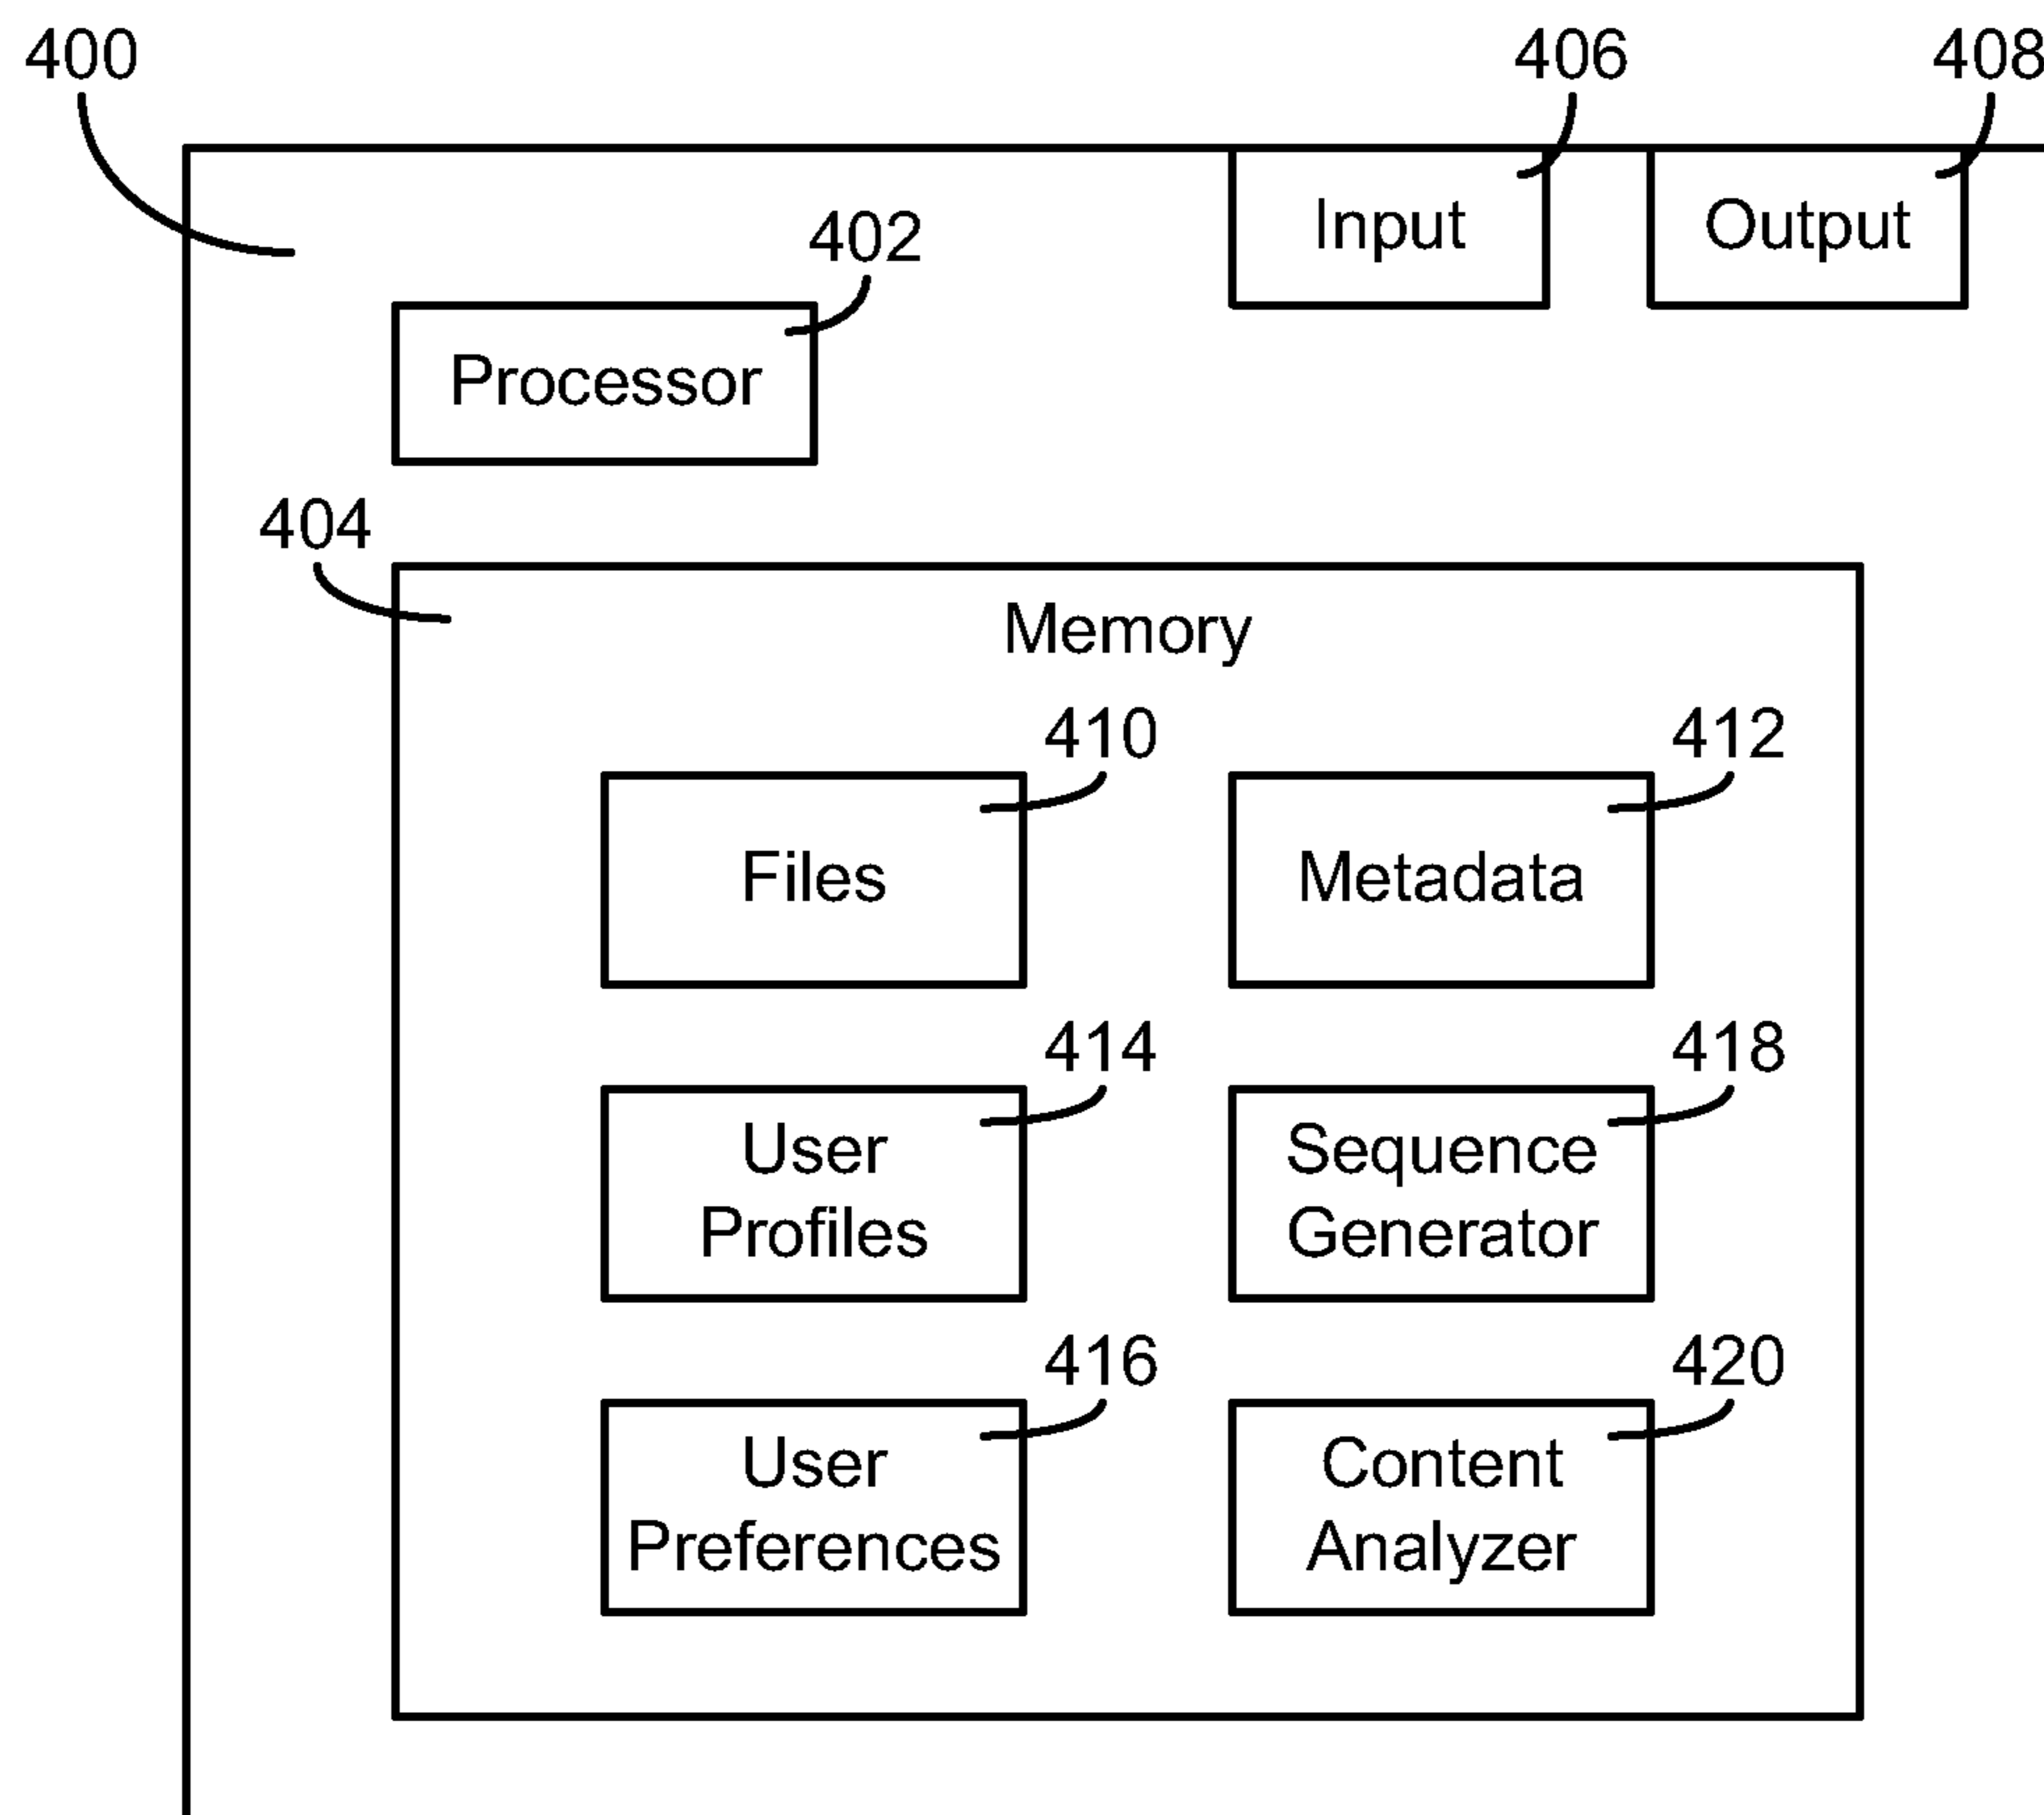 400
406
408
Input
Output
402
Processor
404
Memory
410
412
Files
Metadata
414
418
User
Profiles
Sequence
Generator
416
420
User
Preferences
Content
Analyzer